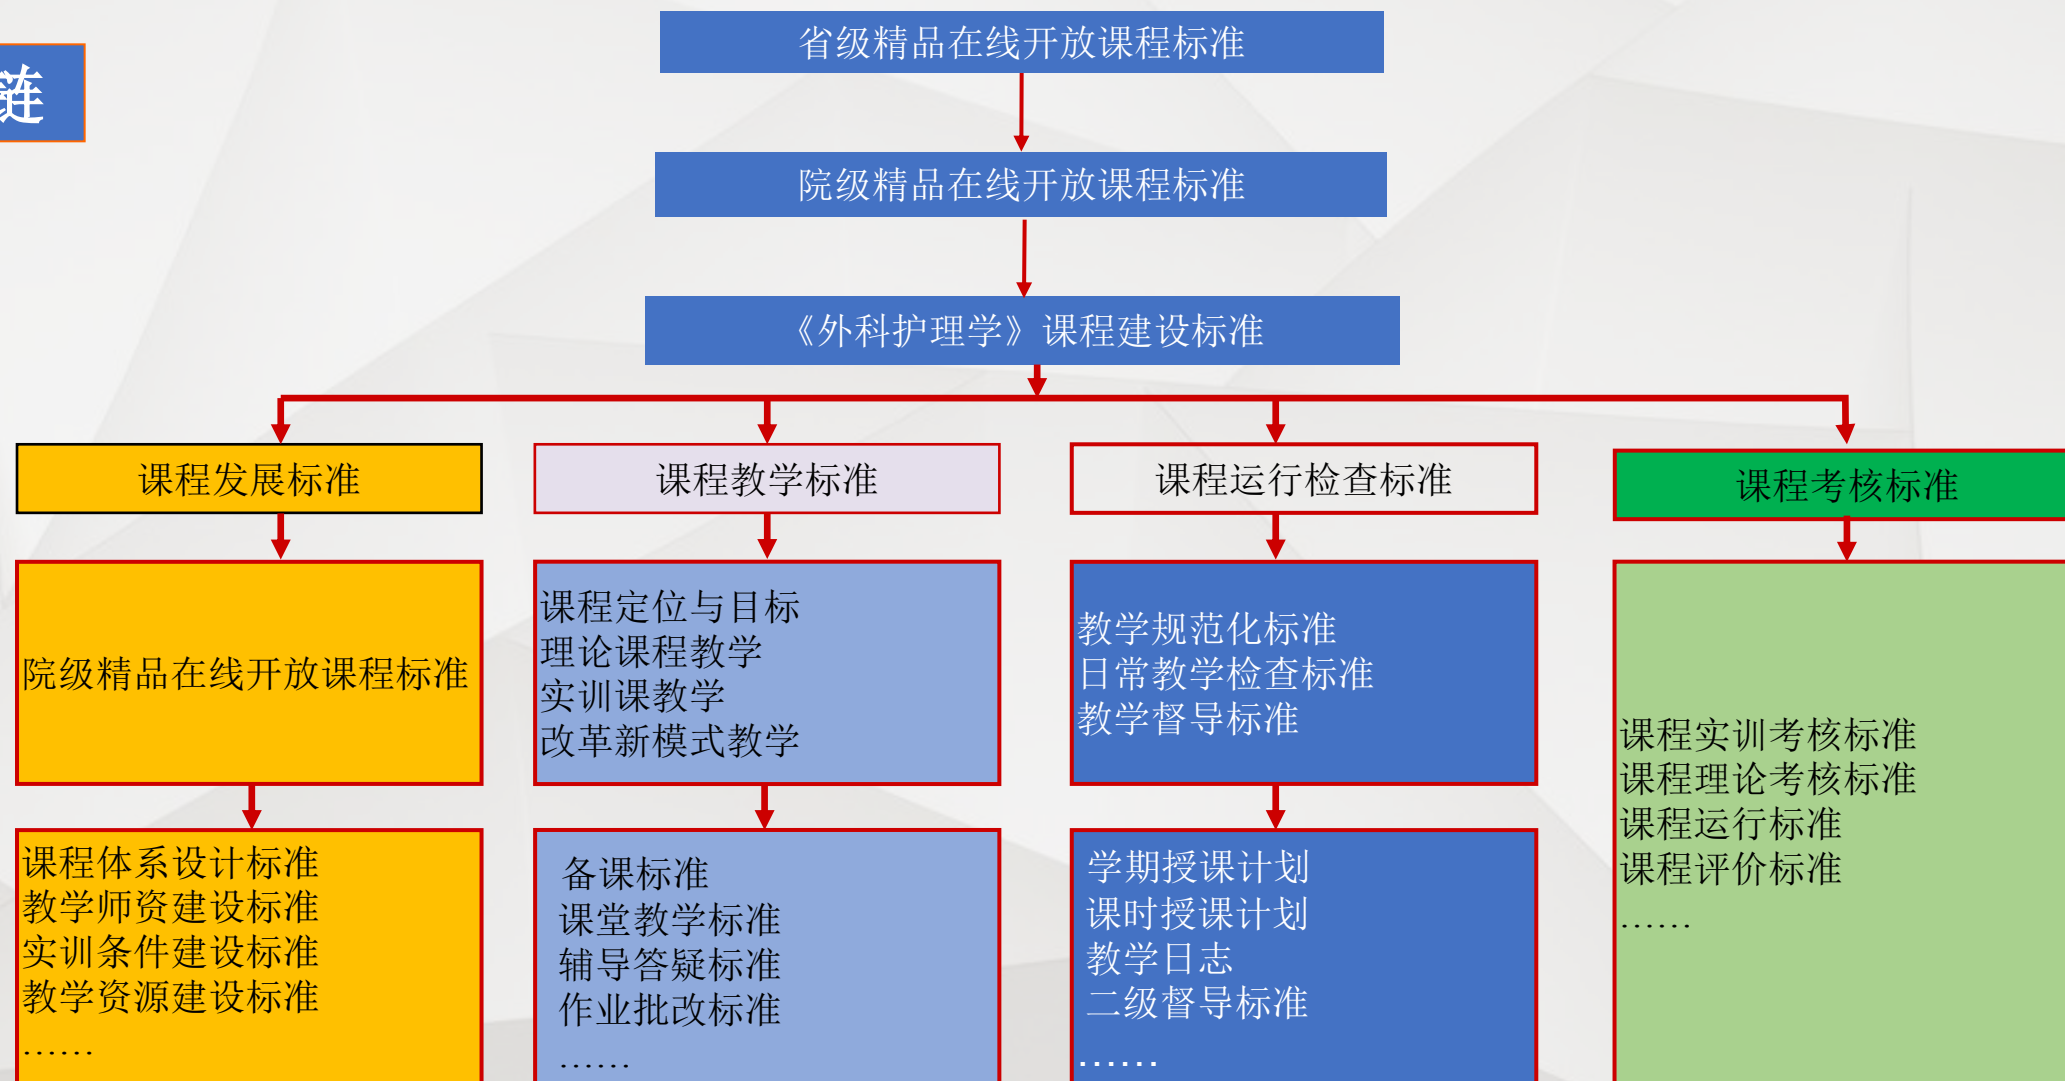 链
省级精品在线开放课程标准
院级精品在线开放课程标准
《外科护理学》课程建设标准
课程发展标准
课程教学标准
课程运行检查标准
课程考核标准
院级精品在线开放课程标准
课程定位与目标
理论课程教学
实训课教学
改革新模式教学
教学规范化标准
日常教学检查标准
教学督导标准
课程实训考核标准
课程理论考核标准
课程运行标准
课程评价标准
……
课程体系设计标准
教学师资建设标准
实训条件建设标准
教学资源建设标准
……
备课标准
课堂教学标准
辅导答疑标准
作业批改标准
……
学期授课计划
课时授课计划
教学日志
二级督导标准
……